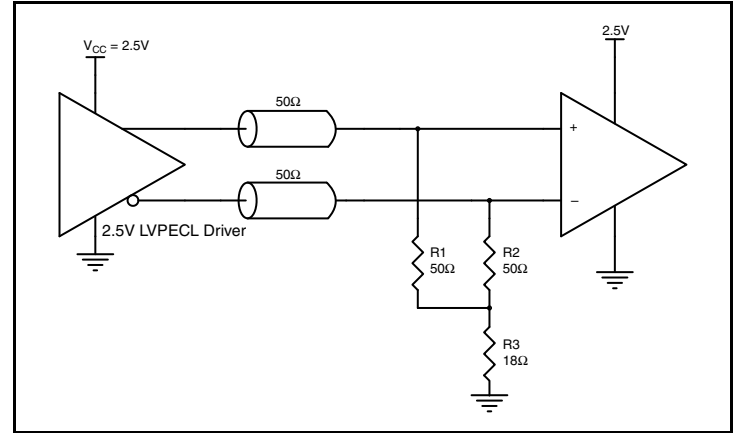 2.5V
V_CC = 2.5V
50Ω
+
50Ω
–
2.5V LVPECL Driver
R1
50Ω
R2
50Ω
R3
18Ω